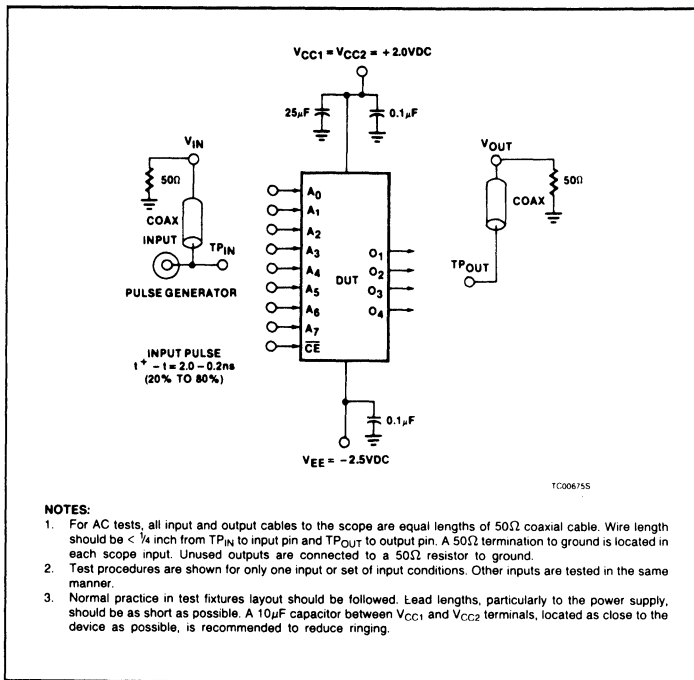 VCC1 = VCC2 = +2.0VDC
25μF
0.1μF
VIN
50Ω
COAX
INPUT
TPIN
PULSE GENERATOR
INPUT PULSE
t+ − t = 2.0 − 0.2ns
(20% TO 80%)
A0
A1
A2
A3
A4
A5
A6
A7
CE
DUT
O1
O2
O3
O4
VOUT
50Ω
COAX
TPOUT
0.1μF
VEE = −2.5VDC
TC00675S
NOTES:
1. For AC tests, all input and output cables to the scope are equal lengths of 50Ω coaxial cable. Wire length
should be < 1/4 inch from TPIN to input pin and TPOUT to output pin. A 50Ω termination to ground is located in
each scope input. Unused outputs are connected to a 50Ω resistor to ground.
2. Test procedures are shown for only one input or set of input conditions. Other inputs are tested in the same
manner.
3. Normal practice in test fixtures layout should be followed. Lead lengths, particularly to the power supply,
should be as short as possible. A 10μF capacitor between VCC1 and VCC2 terminals, located as close to the
device as possible, is recommended to reduce ringing.